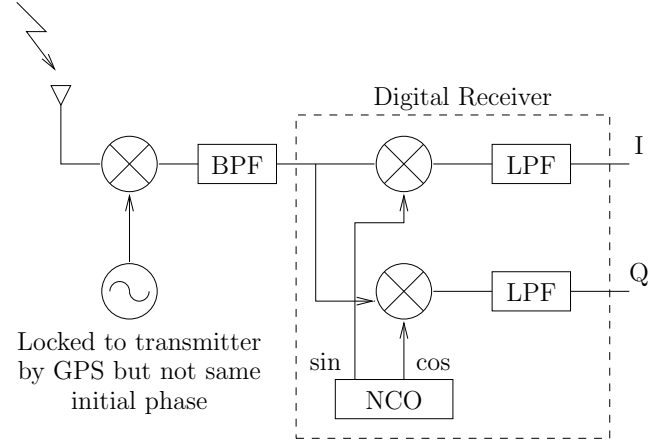 Digital Receiver
I
BPF
LPF
Q
LPF
Locked to transmitter
by GPS but not same
initial phase
sin
cos
NCO